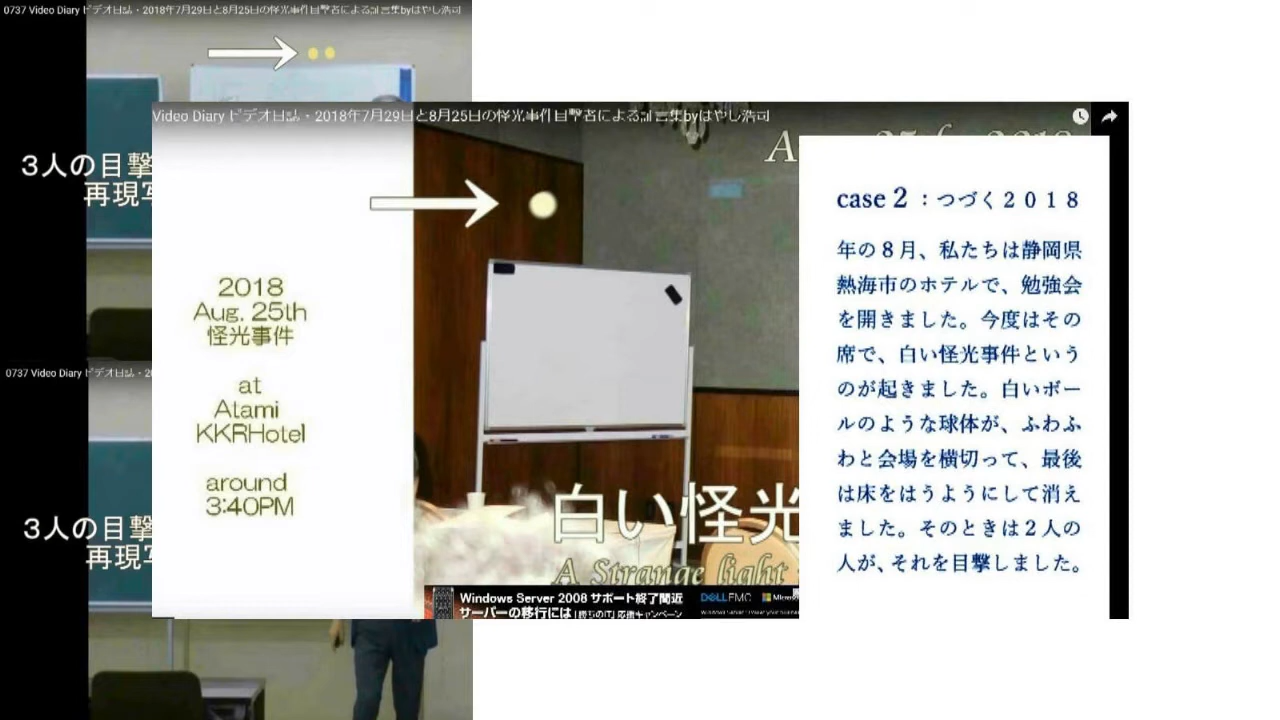 0737 Video Diary ビデオ日誌・2018年7月29日と8月25日の怪光事件目撃者による証言集byはやし浩司
Video Diary ビデオ日誌・2018年7月29日と8月25日の怪光事件目撃者による証言集byはやし浩司
3人の目撃
再現写
2018
Aug. 25th
怪光事件
at
Atami
KKRHotel
around
3:40PM
白い怪光
A Strange light
case 2：つづく２０１８
年の８月、私たちは静岡県
熱海市のホテルで、勉強会
を開きました。今度はその
席で、白い怪光事件という
のが起きました。白いボー
ルのような球体が、ふわふ
わと会場を横切って、最後
は床をはうようにして消え
ました。そのときは２人の
人が、それを目撃しました。
Windows Server 2008 サポート終了間近
サーバーの移行には「勝ちのIT」応援キャンペーン
DELL EMC
0737 Video Diary ビデオ日誌・20
3人の目撃
再現写